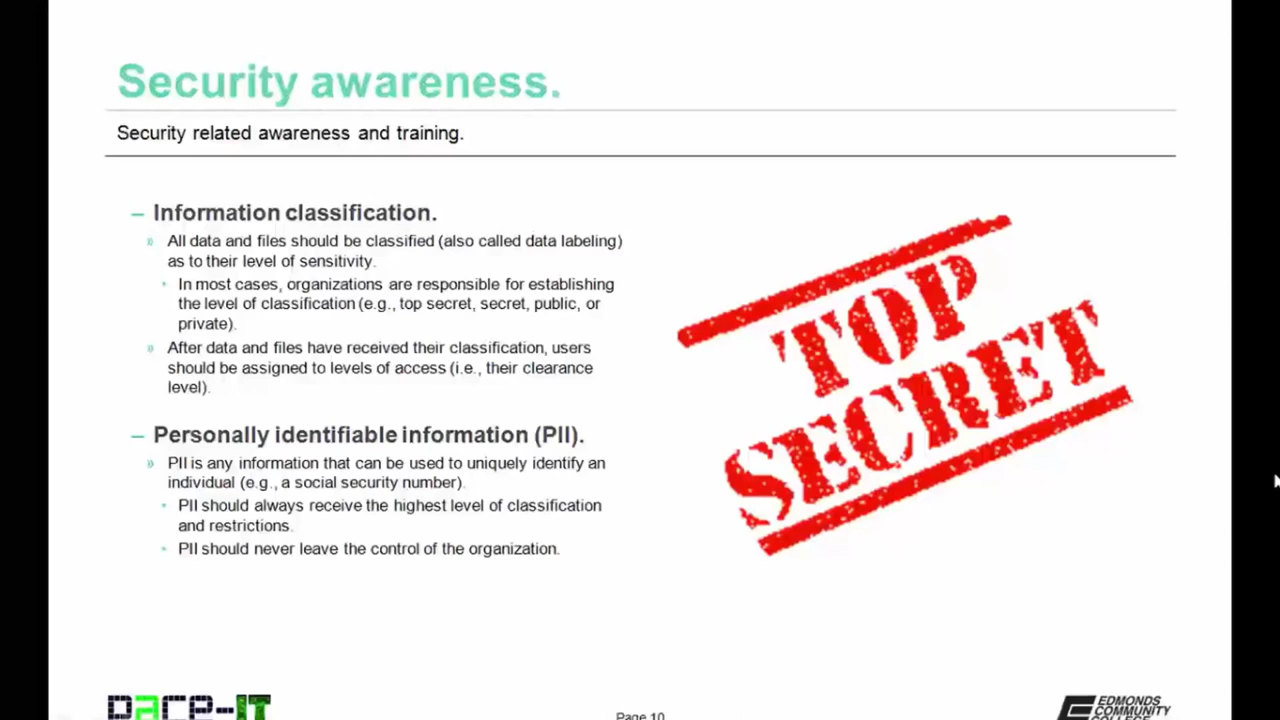 Security awareness.
Security related awareness and training.
– Information classification.
» All data and files should be classified (also called data labeling)
as to their level of sensitivity.
• In most cases, organizations are responsible for establishing
the level of classification (e.g., top secret, secret, public, or
private).
» After data and files have received their classification, users
should be assigned to levels of access (i.e., their clearance
level).
– Personally identifiable information (PII).
» PII is any information that can be used to uniquely identify an
individual (e.g., a social security number).
• PII should always receive the highest level of classification
and restrictions.
• PII should never leave the control of the organization.
TOP
SECRET
pace-IT
Page 10
EDMONDS
COMMUNITY
COLLEGE